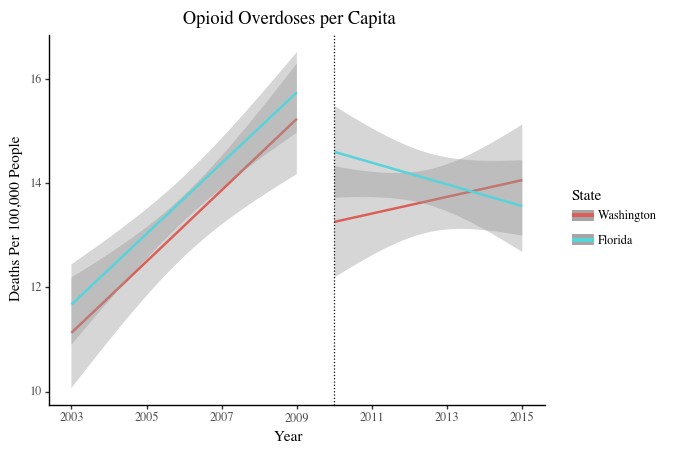 Opioid Overdoses per Capita
Deaths Per 100,000 People
16
14
12
10
2003 2005 2007 2009 2011 2013 2015
Year
State
Washington
Florida